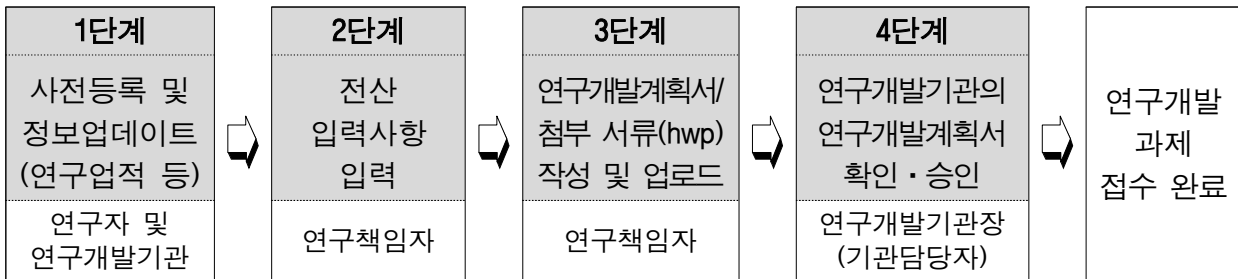 1단계
사전등록 및
정보업데이트
(연구업적 등)
연구자 및
연구개발기관
2단계
전산
입력사항
입력
연구책임자
3단계
연구개발계획서/
첨부 서류(hwp)
작성 및 업로드
연구책임자
4단계
연구개발기관의
연구개발계획서
확인・승인
연구개발기관장
(기관담당자)
연구개발
과제
접수 완료